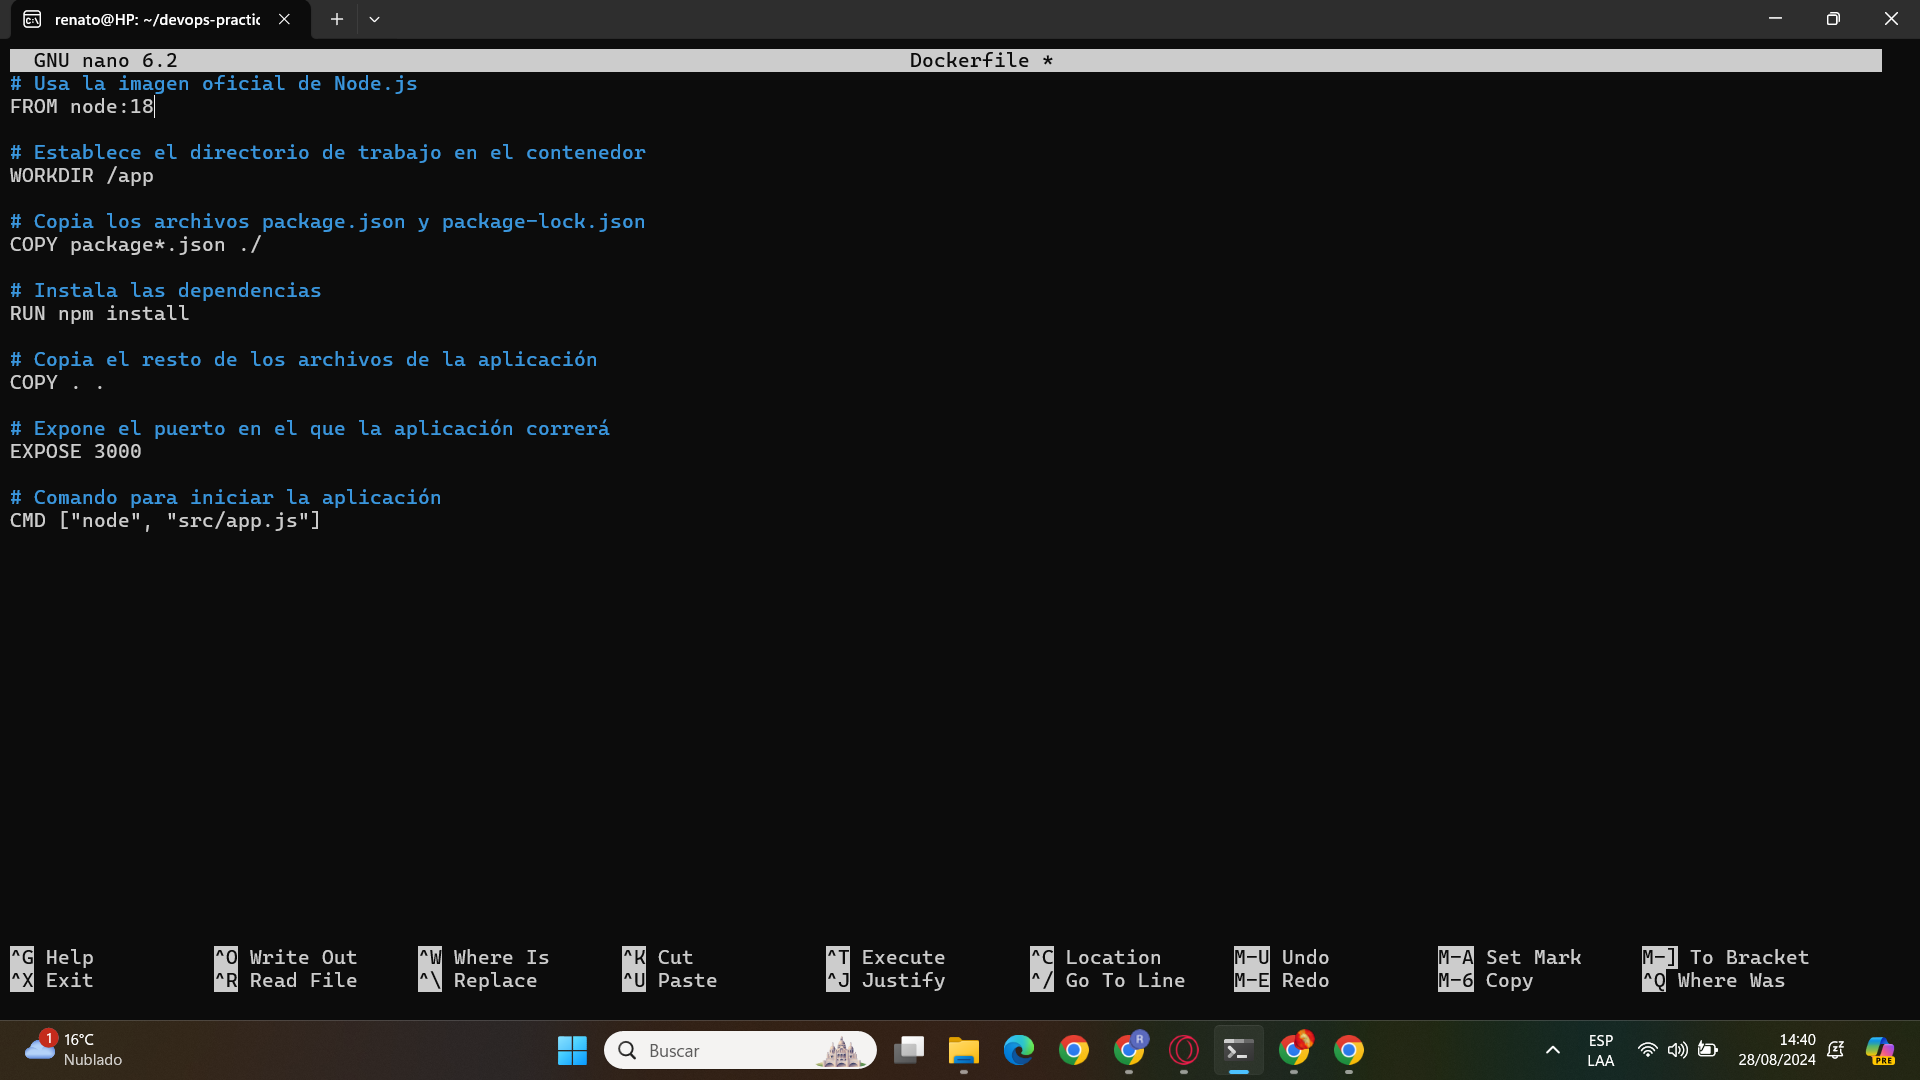 renato@HP: ~/devops-practic
GNU nano 6.2 Dockerfile *
# Usa la imagen oficial de Node.js
FROM node:18
# Establece el directorio de trabajo en el contenedor
WORKDIR /app
# Copia los archivos package.json y package-lock.json
COPY package*.json ./
# Instala las dependencias
RUN npm install
# Copia el resto de los archivos de la aplicación
COPY . .
# Expone el puerto en el que la aplicación correrá
EXPOSE 3000
# Comando para iniciar la aplicación
CMD ["node", "src/app.js"]
^G Help ^O Write Out ^W Where Is ^K Cut ^T Execute ^C Location M-U Undo M-A Set Mark M-] To Bracket
^X Exit ^R Read File ^\ Replace ^U Paste ^J Justify ^/ Go To Line M-E Redo M-6 Copy ^Q Where Was
1
16°C
Nublado
Buscar
R
ESP
LAA
14:40
28/08/2024
PRE